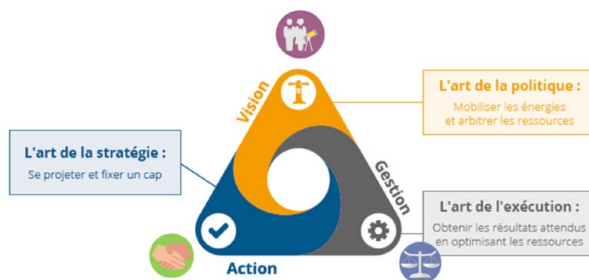 Vision
L'art de la politique :
Mobiliser les énergies
et arbitrer les ressources
L'art de la stratégie :
Se projeter et fixer un cap
Gestion
L'art de l'exécution :
Obtenir les résultats attendus
en optimisant les ressources
Action